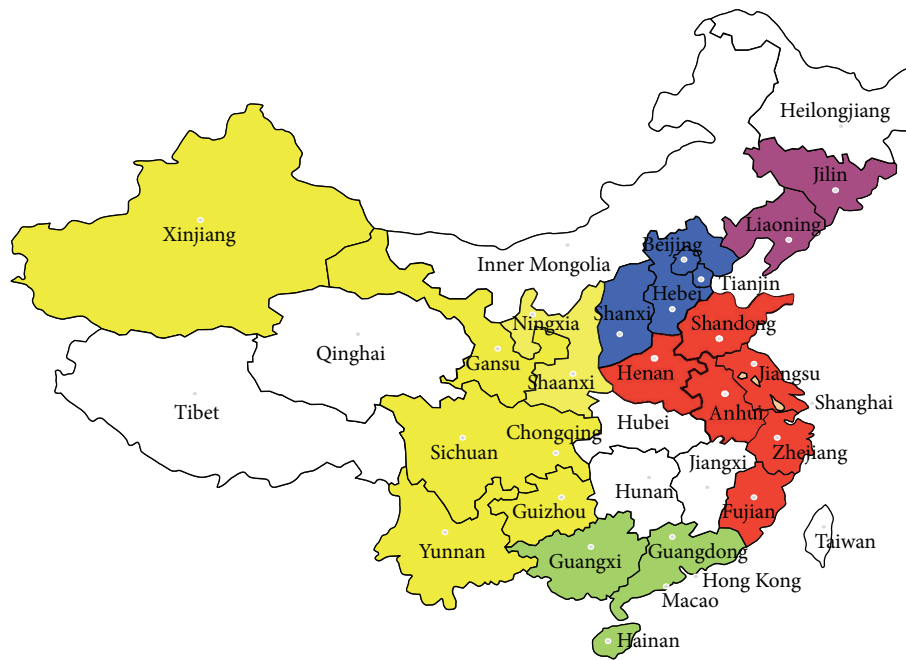 Heilongjiang
Jilin
Liaoning
Xinjiang
Beijing
Inner Mongolia
Tianjin
Hebei
Shanxi
Ningxia
Shandong
Qinghai
Gansu
Henan
Jiangsu
Shaanxi
Tibet
Anhui
Shanghai
Hubei
Chongqing
Sichuan
Zhejiang
Jiangxi
Hunan
Guizhou
Fujian
Taiwan
Yunnan
Guangxi
Guangdong
Hong Kong
Macao
Hainan